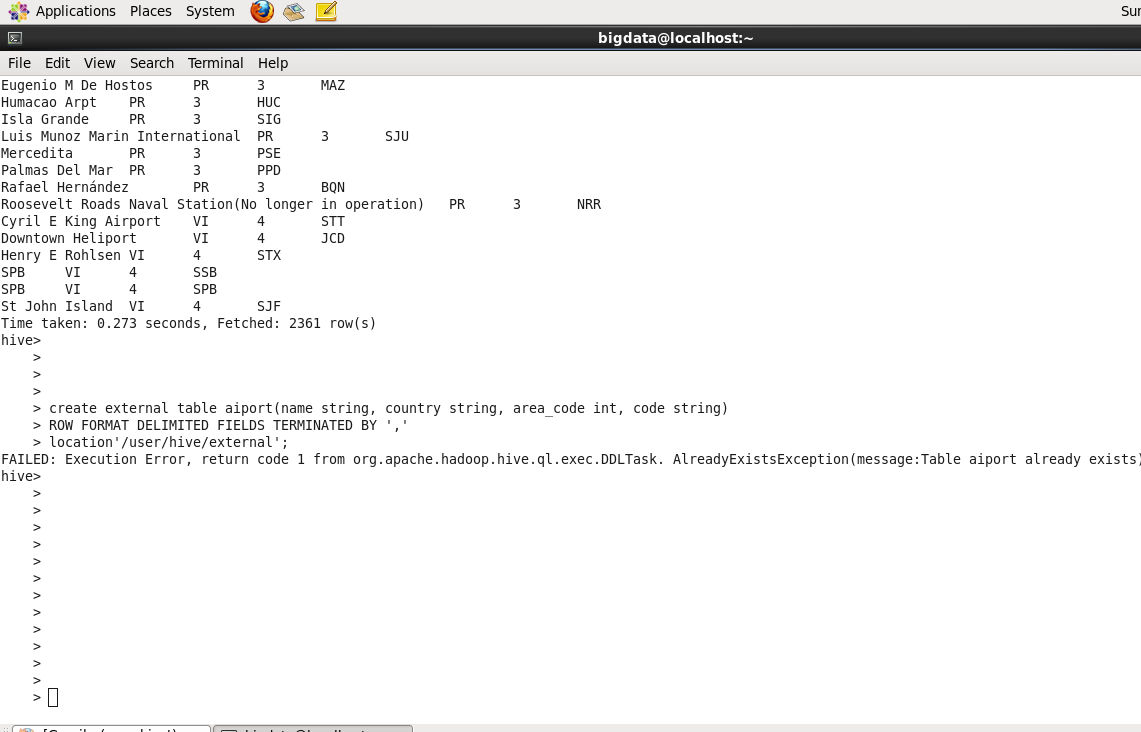 Applications Places System Sun
bigdata@localhost:~
File Edit View Search Terminal Help
Eugenio M De Hostos PR 3 MAZ
Humacao Arpt PR 3 HUC
Isla Grande PR 3 SIG
Luis Munoz Marin International PR 3 SJU
Mercedita PR 3 PSE
Palmas Del Mar PR 3 PPD
Rafael Hernández PR 3 BQN
Roosevelt Roads Naval Station(No longer in operation) PR 3 NRR
Cyril E King Airport VI 4 STT
Downtown Heliport VI 4 JCD
Henry E Rohlsen VI 4 STX
SPB VI 4 SSB
SPB VI 4 SPB
St John Island VI 4 SJF
Time taken: 0.273 seconds, Fetched: 2361 row(s)
hive>
>
>
>
> create external table aiport(name string, country string, area_code int, code string)
> ROW FORMAT DELIMITED FIELDS TERMINATED BY ','
> location'/user/hive/external';
FAILED: Execution Error, return code 1 from org.apache.hadoop.hive.ql.exec.DDLTask. AlreadyExistsException(message:Table aiport already exists)
hive>
>
>
>
>
>
>
>
>
>
>
>
>
>